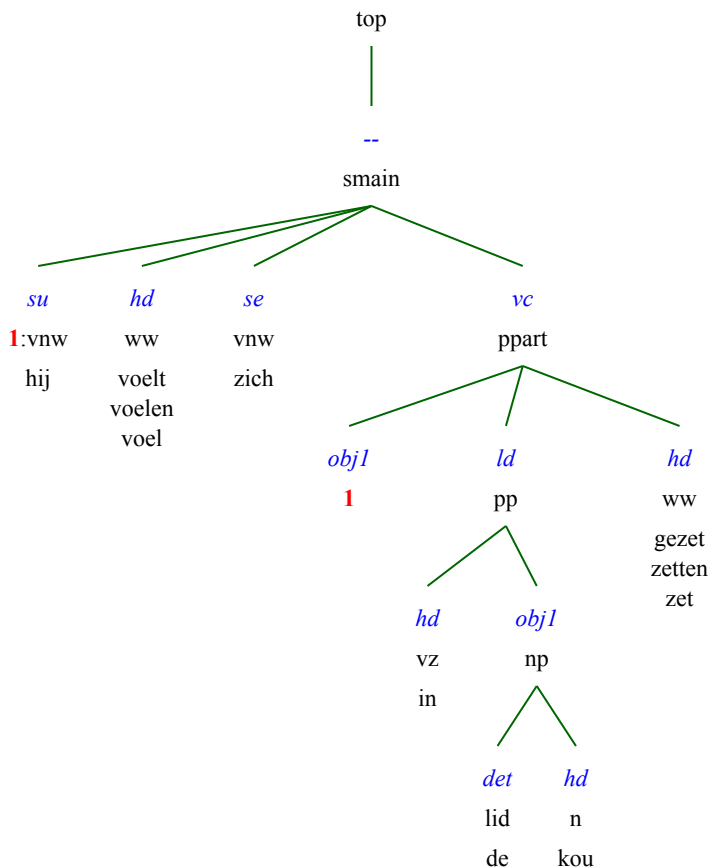 top
--
smain
su hd se vc
1:vnw ww vnw ppart
hij voelt zich
voelen
voel
obj1 ld hd
1 pp ww
gezet
zetten
zet
hd obj1
vz np
in
det hd
lid n
de kou